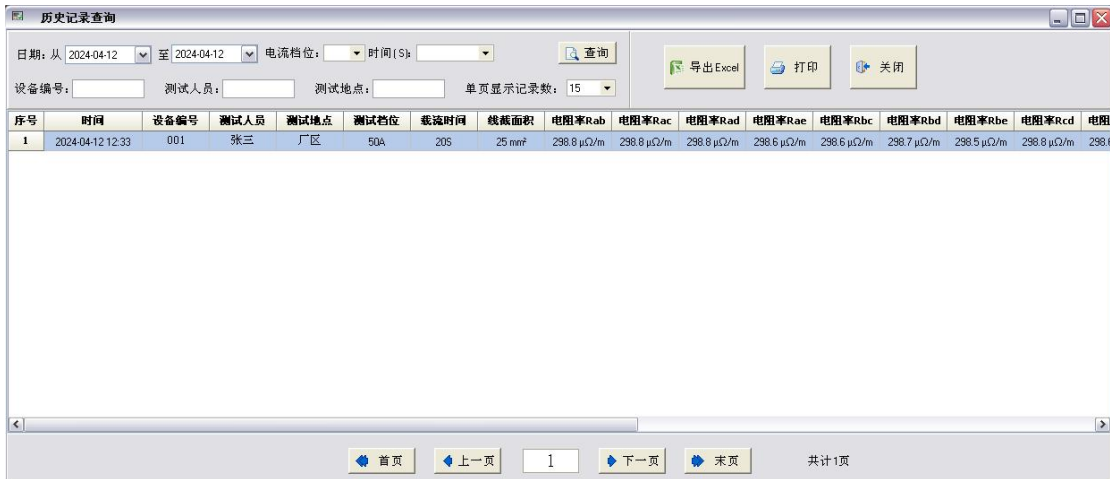 历史记录查询
日期: 从 2024-04-12 至 2024-04-12 电流档位: 时间(S): 查询
导出Excel 打印 关闭
设备编号: 测试人员: 测试地点: 单页显示记录数: 15
序号 时间 设备编号 测试人员 测试地点 测试档位 载流时间 线截面积 电阻率Rab 电阻率Rac 电阻率Rad 电阻率Rae 电阻率Rbc 电阻率Rbd 电阻率Rbe 电阻率Rcd 电阻
1 2024-04-12 12:33 001 张三 厂区 50A 20S 25 mm² 298.8 μΩ/m 298.8 μΩ/m 298.8 μΩ/m 298.6 μΩ/m 298.6 μΩ/m 298.7 μΩ/m 298.5 μΩ/m 298.8 μΩ/m 298.6
首页 上一页 1 下一页 末页 共计1页